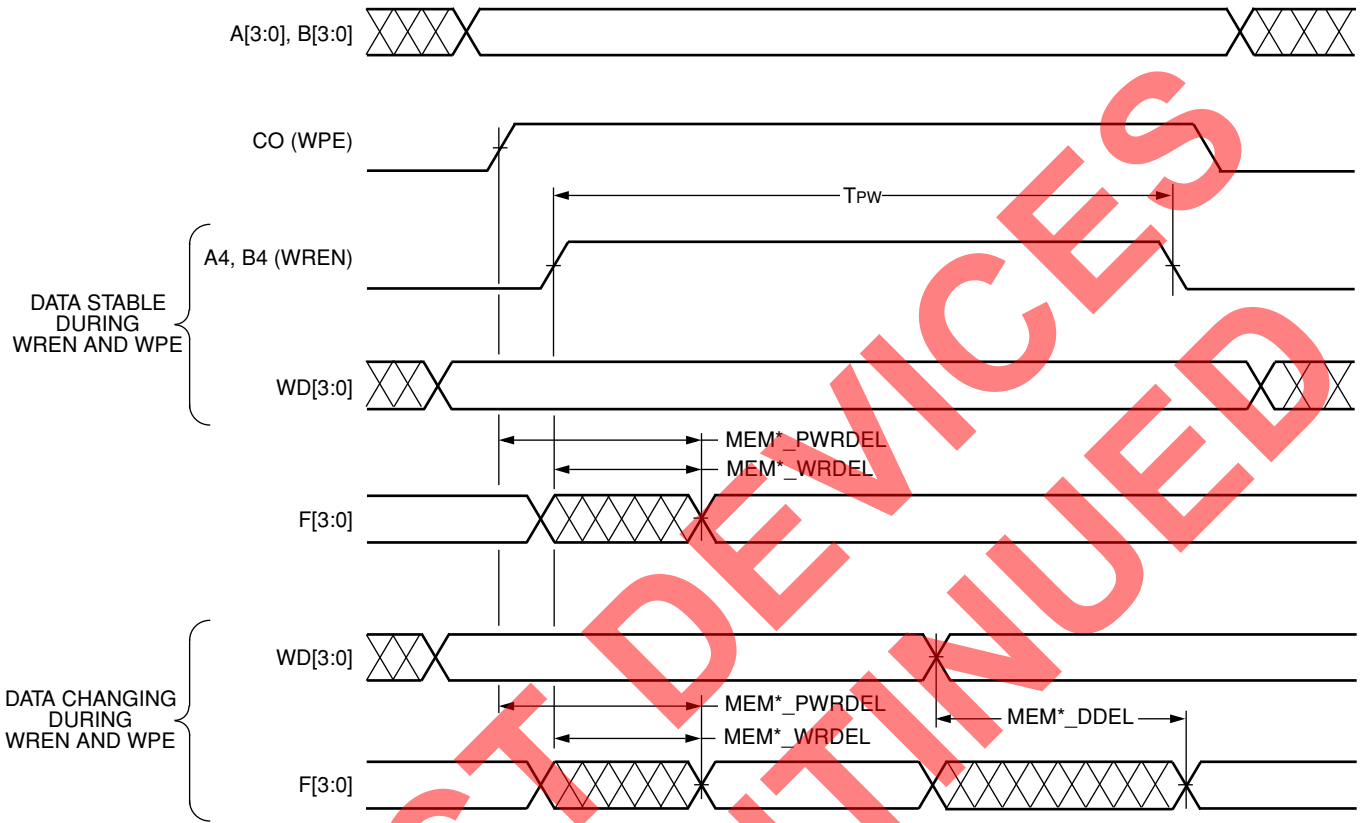 A[3:0], B[3:0]
CO (WPE)
TPW
A4, B4 (WREN)
DATA STABLE
DURING
WREN AND WPE
WD[3:0]
MEM*_PWRDEL
MEM*_WRDEL
F[3:0]
WD[3:0]
DATA CHANGING
DURING
WREN AND WPE
MEM*_PWRDEL
MEM*_DDEL
MEM*_WRDEL
F[3:0]
DEVICES